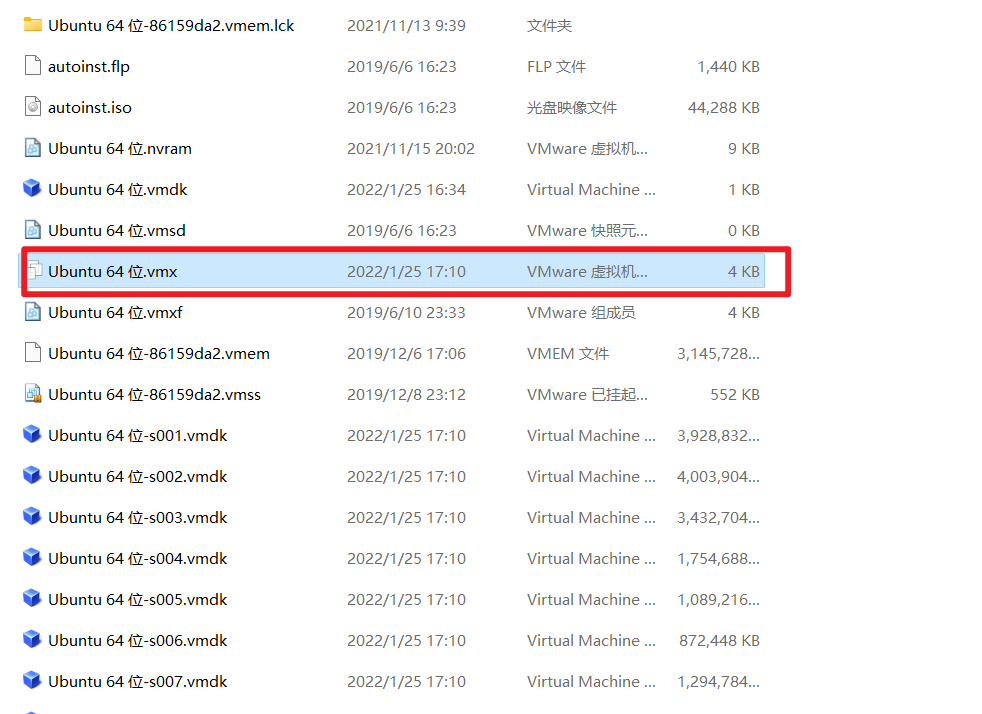 Ubuntu 64 位-86159da2.vmem.lck 2021/11/13 9:39 文件夹
autoinst.flp 2019/6/6 16:23 FLP 文件 1,440 KB
autoinst.iso 2019/6/6 16:23 光盘映像文件 44,288 KB
Ubuntu 64 位.nvram 2021/11/15 20:02 VMware 虚拟机... 9 KB
Ubuntu 64 位.vmdk 2022/1/25 16:34 Virtual Machine ... 1 KB
Ubuntu 64 位.vmsd 2019/6/6 16:23 VMware 快照元... 0 KB
Ubuntu 64 位.vmx 2022/1/25 17:10 VMware 虚拟机... 4 KB
Ubuntu 64 位.vmxf 2019/6/10 23:33 VMware 组成员 4 KB
Ubuntu 64 位-86159da2.vmem 2019/12/6 17:06 VMEM 文件 3,145,728...
Ubuntu 64 位-86159da2.vmss 2019/12/8 23:12 VMware 已挂起... 552 KB
Ubuntu 64 位-s001.vmdk 2022/1/25 17:10 Virtual Machine ... 3,928,832...
Ubuntu 64 位-s002.vmdk 2022/1/25 17:10 Virtual Machine ... 4,003,904...
Ubuntu 64 位-s003.vmdk 2022/1/25 17:10 Virtual Machine ... 3,432,704...
Ubuntu 64 位-s004.vmdk 2022/1/25 17:10 Virtual Machine ... 1,754,688...
Ubuntu 64 位-s005.vmdk 2022/1/25 17:10 Virtual Machine ... 1,089,216...
Ubuntu 64 位-s006.vmdk 2022/1/25 17:10 Virtual Machine ... 872,448 KB
Ubuntu 64 位-s007.vmdk 2022/1/25 17:10 Virtual Machine ... 1,294,784...